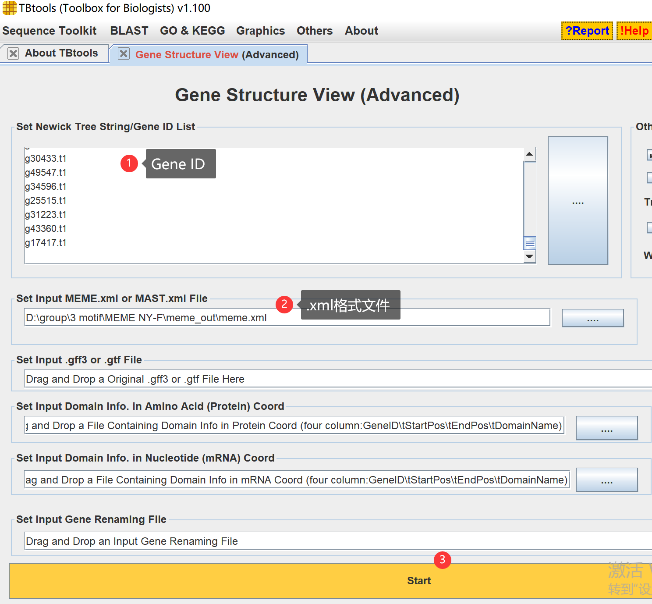 TBtools (Toolbox for Biologists) v1.100
Sequence Toolkit BLAST GO & KEGG Graphics Others About ?Report !Help
About TBtools Gene Structure View (Advanced)
Gene Structure View (Advanced)
Set Newick Tree String/Gene ID List
g30433.t1
g49547.t1
g34596.t1
g25515.t1
g31223.t1
g43360.t1
g17417.t1
1 Gene ID
....
Set Input MEME.xml or MAST.xml File
2 .xml格式文件
D:\group\3 motif\MEME NY-F\meme_out\meme.xml
....
Set Input .gff3 or .gtf File
Drag and Drop a Original .gff3 or .gtf File Here
Set Input Domain Info. In Amino Acid (Protein) Coord
and Drop a File Containing Domain Info in Protein Coord (four column:GeneID\tStartPos\tEndPos\tDomainName)
....
Set Input Domain Info. in Nucleotide (mRNA) Coord
ag and Drop a File Containing Domain Info in mRNA Coord (four column:GeneID\tStartPos\tEndPos\tDomainName)
....
Set Input Gene Renaming File
Drag and Drop an Input Gene Renaming File
3
Start
激活
转到"设